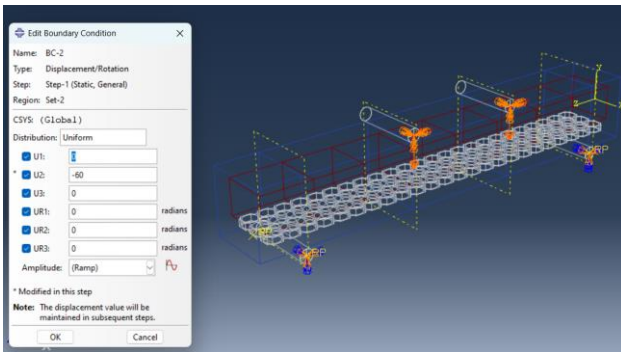 Edit Boundary Condition
Name: BC-2
Type: Displacement/Rotation
Step: Step-1 (Static, General)
Region: Set-2
CSYS: (Global)
Distribution: Uniform
U1: 0
* U2: -60
U3: 0
UR1: 0 radians
UR2: 0 radians
UR3: 0 radians
Amplitude: (Ramp)
* Modified in this step
Note: The displacement value will be
maintained in subsequent steps.
OK Cancel
Y
Z
RP
RP